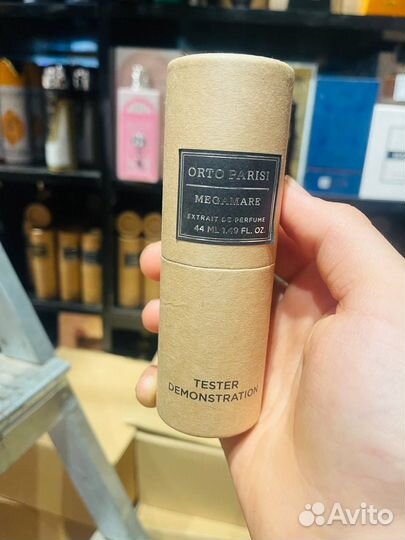 ORTO PARISI
MEGAMARE
EXTRAIT DE PERFUME
44 ML 1.49 FL. OZ.
TESTER
DEMONSTRATION
Avito